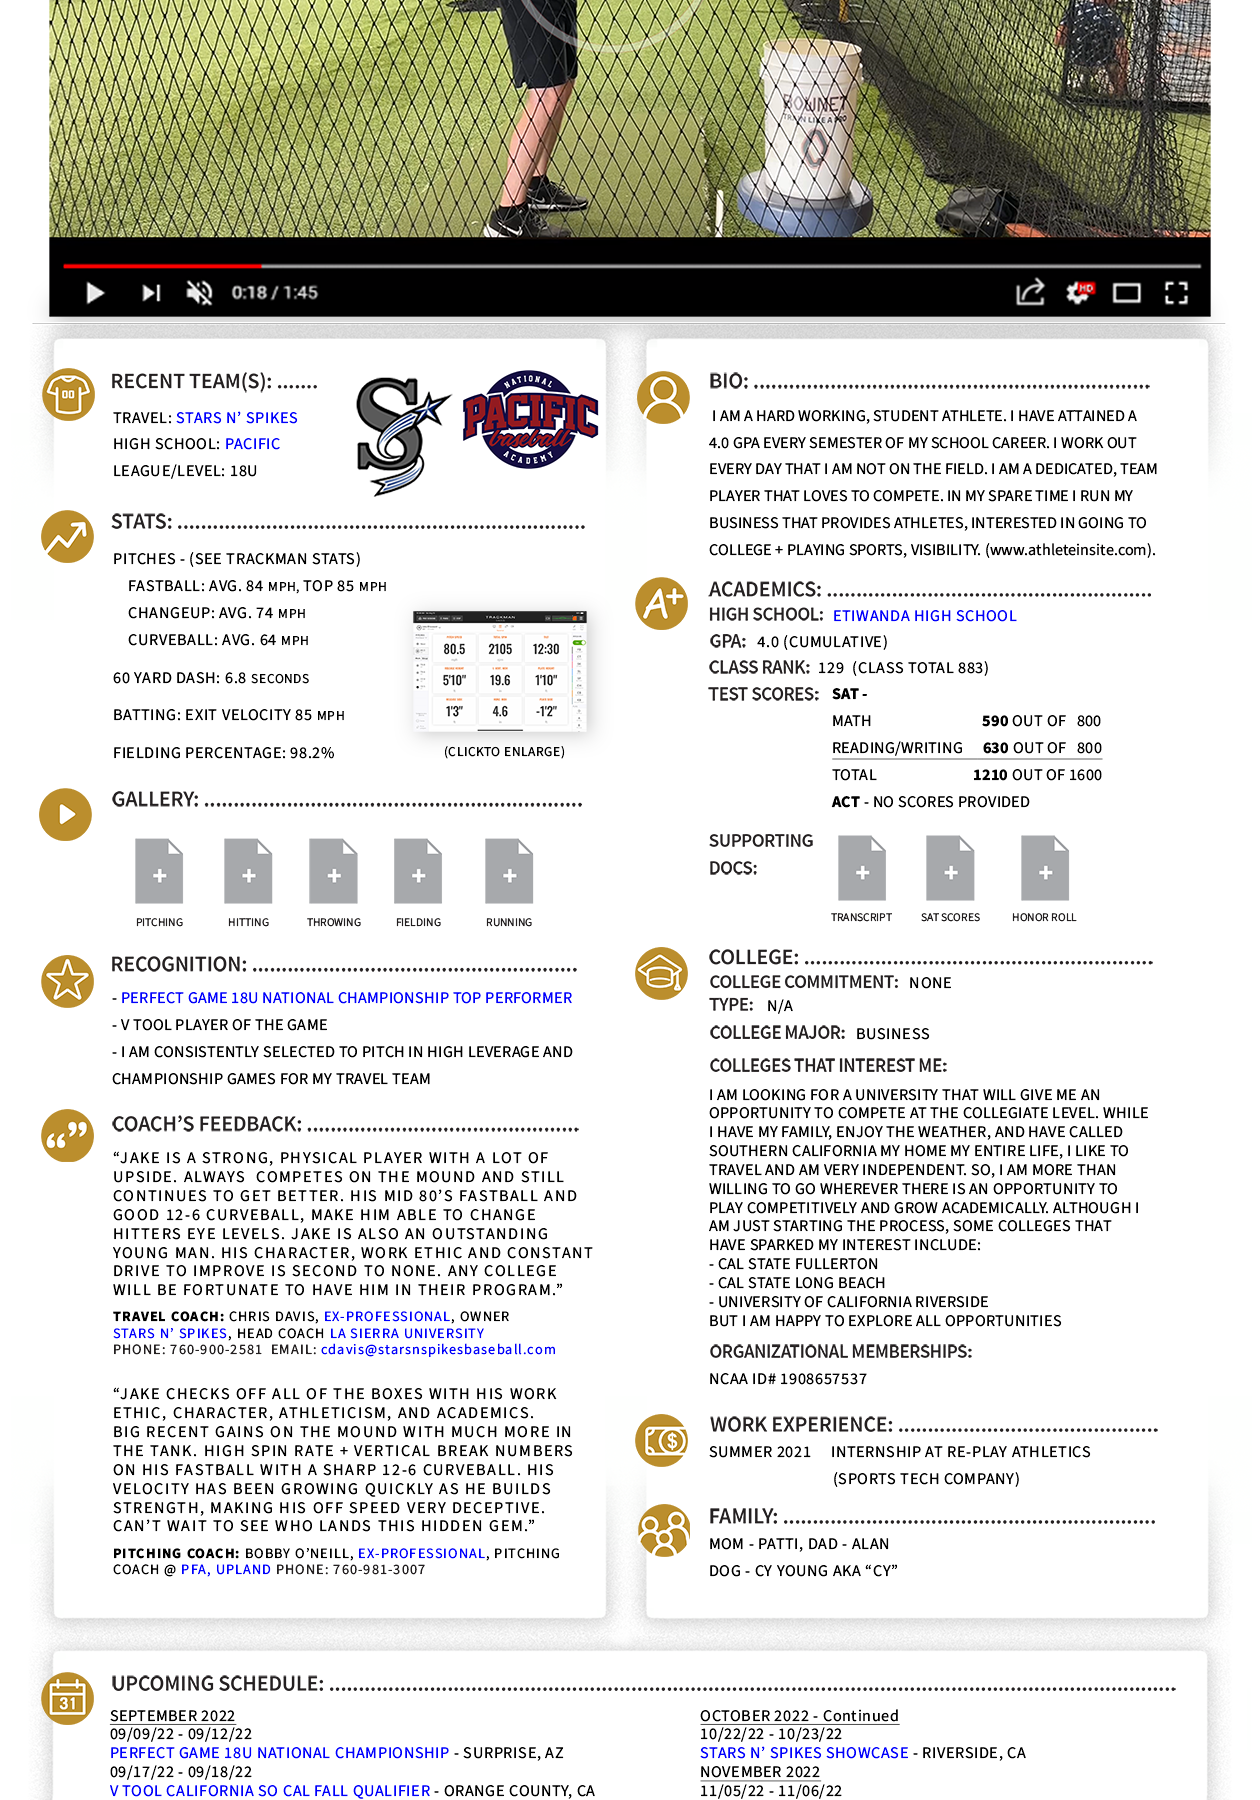 BOWNET
TRAIN LIKE A PRO
0:18 / 1:45
HD
RECENT TEAM(S): .......
TRAVEL: STARS N’ SPIKES
HIGH SCHOOL: PACIFIC
LEAGUE/LEVEL: 18U
S
NATIONAL
PACIFIC
baseball
ACADEMY
STATS: ......................................................................
PITCHES - (SEE TRACKMAN STATS)
FASTBALL: AVG. 84 MPH, TOP 85 MPH
CHANGEUP: AVG. 74 MPH
CURVEBALL: AVG. 64 MPH
60 YARD DASH: 6.8 SECONDS
BATTING: EXIT VELOCITY 85 MPH
FIELDING PERCENTAGE: 98.2%
TRACKMAN
80.5 2105 12:30
5'10" 19.6 1'10"
1'3" 4.6 -1'2"
(CLICKTO ENLARGE)
GALLERY: .................................................................
PITCHING HITTING THROWING FIELDING RUNNING
RECOGNITION: ........................................................
- PERFECT GAME 18U NATIONAL CHAMPIONSHIP TOP PERFORMER
- V TOOL PLAYER OF THE GAME
- I AM CONSISTENTLY SELECTED TO PITCH IN HIGH LEVERAGE AND
CHAMPIONSHIP GAMES FOR MY TRAVEL TEAM
COACH’S FEEDBACK: ...............................................
“JAKE IS A STRONG, PHYSICAL PLAYER WITH A LOT OF
UPSIDE. ALWAYS COMPETES ON THE MOUND AND STILL
CONTINUES TO GET BETTER. HIS MID 80’S FASTBALL AND
GOOD 12-6 CURVEBALL, MAKE HIM ABLE TO CHANGE
HITTERS EYE LEVELS. JAKE IS ALSO AN OUTSTANDING
YOUNG MAN. HIS CHARACTER, WORK ETHIC AND CONSTANT
DRIVE TO IMPROVE IS SECOND TO NONE. ANY COLLEGE
WILL BE FORTUNATE TO HAVE HIM IN THEIR PROGRAM.”
TRAVEL COACH: CHRIS DAVIS, EX-PROFESSIONAL, OWNER
STARS N’ SPIKES, HEAD COACH LA SIERRA UNIVERSITY
PHONE: 760-900-2581 EMAIL: cdavis@starsnspikesbaseball.com
“JAKE CHECKS OFF ALL OF THE BOXES WITH HIS WORK
ETHIC, CHARACTER, ATHLETICISM, AND ACADEMICS.
BIG RECENT GAINS ON THE MOUND WITH MUCH MORE IN
THE TANK. HIGH SPIN RATE + VERTICAL BREAK NUMBERS
ON HIS FASTBALL WITH A SHARP 12-6 CURVEBALL. HIS
VELOCITY HAS BEEN GROWING QUICKLY AS HE BUILDS
STRENGTH, MAKING HIS OFF SPEED VERY DECEPTIVE.
CAN’T WAIT TO SEE WHO LANDS THIS HIDDEN GEM.”
PITCHING COACH: BOBBY O’NEILL, EX-PROFESSIONAL, PITCHING
COACH @ PFA, UPLAND PHONE: 760-981-3007
BIO: ....................................................................
I AM A HARD WORKING, STUDENT ATHLETE. I HAVE ATTAINED A
4.0 GPA EVERY SEMESTER OF MY SCHOOL CAREER. I WORK OUT
EVERY DAY THAT I AM NOT ON THE FIELD. I AM A DEDICATED, TEAM
PLAYER THAT LOVES TO COMPETE. IN MY SPARE TIME I RUN MY
BUSINESS THAT PROVIDES ATHLETES, INTERESTED IN GOING TO
COLLEGE + PLAYING SPORTS, VISIBILITY. (www.athleteinsite.com).
A+
ACADEMICS: ........................................................
HIGH SCHOOL: ETIWANDA HIGH SCHOOL
GPA: 4.0 (CUMULATIVE)
CLASS RANK: 129 (CLASS TOTAL 883)
TEST SCORES: SAT -
MATH 590 OUT OF 800
READING/WRITING 630 OUT OF 800
TOTAL 1210 OUT OF 1600
ACT - NO SCORES PROVIDED
SUPPORTING
DOCS:
TRANSCRIPT SAT SCORES HONOR ROLL
COLLEGE: ............................................................
COLLEGE COMMITMENT: NONE
TYPE: N/A
COLLEGE MAJOR: BUSINESS
COLLEGES THAT INTEREST ME:
I AM LOOKING FOR A UNIVERSITY THAT WILL GIVE ME AN
OPPORTUNITY TO COMPETE AT THE COLLEGIATE LEVEL. WHILE
I HAVE MY FAMILY, ENJOY THE WEATHER, AND HAVE CALLED
SOUTHERN CALIFORNIA MY HOME MY ENTIRE LIFE, I LIKE TO
TRAVEL AND AM VERY INDEPENDENT. SO, I AM MORE THAN
WILLING TO GO WHEREVER THERE IS AN OPPORTUNITY TO
PLAY COMPETITIVELY AND GROW ACADEMICALLY. ALTHOUGH I
AM JUST STARTING THE PROCESS, SOME COLLEGES THAT
HAVE SPARKED MY INTEREST INCLUDE:
- CAL STATE FULLERTON
- CAL STATE LONG BEACH
- UNIVERSITY OF CALIFORNIA RIVERSIDE
BUT I AM HAPPY TO EXPLORE ALL OPPORTUNITIES
ORGANIZATIONAL MEMBERSHIPS:
NCAA ID# 1908657537
WORK EXPERIENCE: .............................................
SUMMER 2021 INTERNSHIP AT RE-PLAY ATHLETICS
(SPORTS TECH COMPANY)
FAMILY: ................................................................
MOM - PATTI, DAD - ALAN
DOG - CY YOUNG AKA “CY”
31
UPCOMING SCHEDULE: ..................................................................................................................................................
SEPTEMBER 2022
09/09/22 - 09/12/22
PERFECT GAME 18U NATIONAL CHAMPIONSHIP - SURPRISE, AZ
09/17/22 - 09/18/22
V TOOL CALIFORNIA SO CAL FALL QUALIFIER - ORANGE COUNTY, CA
OCTOBER 2022 - Continued
10/22/22 - 10/23/22
STARS N’ SPIKES SHOWCASE - RIVERSIDE, CA
NOVEMBER 2022
11/05/22 - 11/06/22